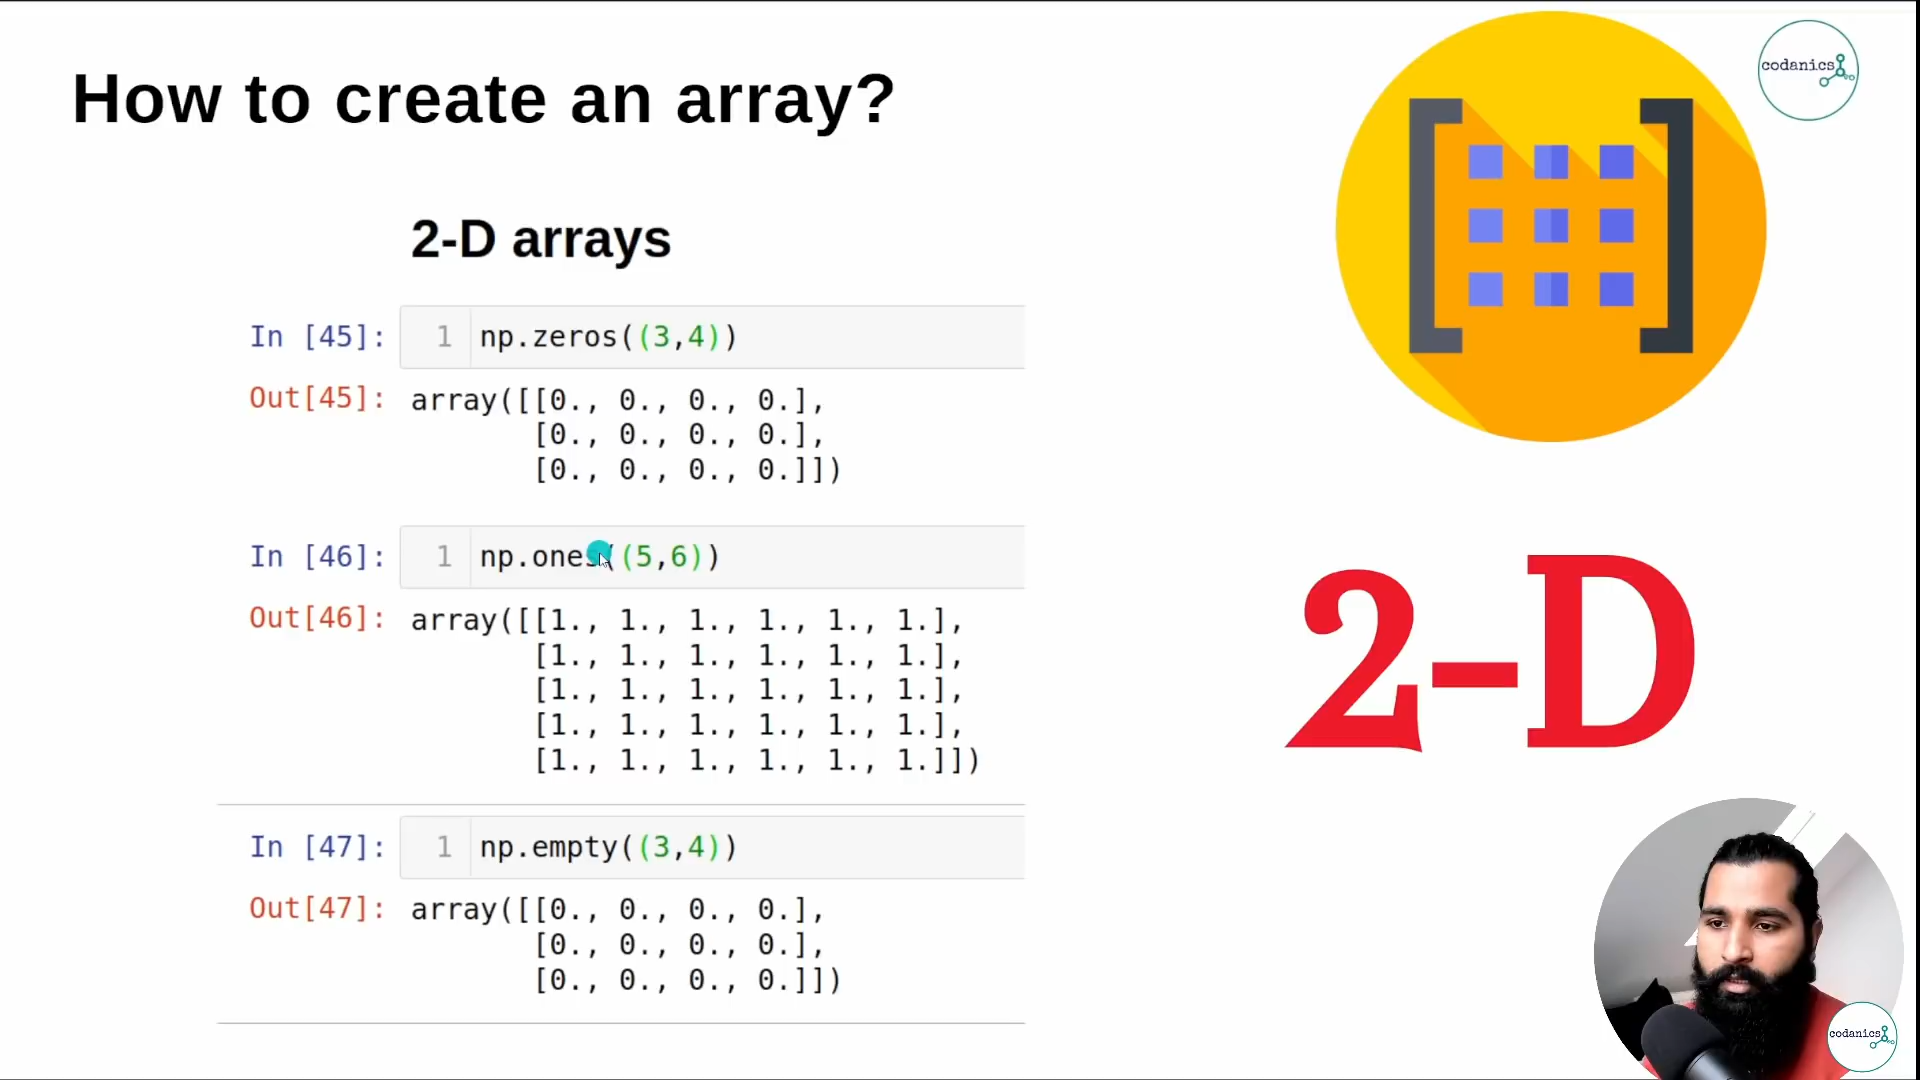 How to create an array?
codanics
2-D arrays
In [45]: 1 np.zeros((3,4))
Out[45]: array([[0., 0., 0., 0.],
[0., 0., 0., 0.],
[0., 0., 0., 0.]])
In [46]: 1 np.ones((5,6))
Out[46]: array([[1., 1., 1., 1., 1., 1.],
[1., 1., 1., 1., 1., 1.],
[1., 1., 1., 1., 1., 1.],
[1., 1., 1., 1., 1., 1.],
[1., 1., 1., 1., 1., 1.]])
In [47]: 1 np.empty((3,4))
Out[47]: array([[0., 0., 0., 0.],
[0., 0., 0., 0.],
[0., 0., 0., 0.]])
2-D
codanics